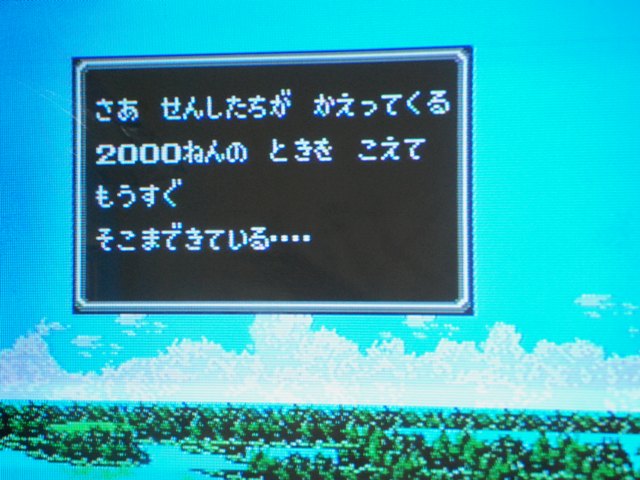 さあ せんしたちが かえってくる
2000ねんの ときを こえて
もうすぐ
そこまできている‥‥